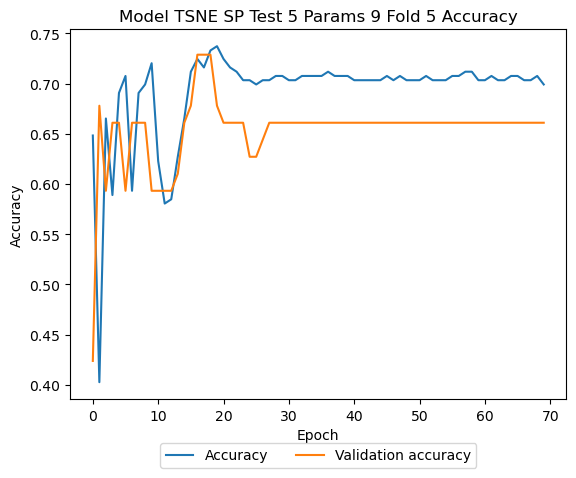 Model TSNE SP Test 5 Params 9 Fold 5 Accuracy
0.75
0.70
0.65
0.60
0.55
0.50
0.45
0.40
Accuracy
0 10 20 30 40 50 60 70
Epoch
Accuracy Validation accuracy